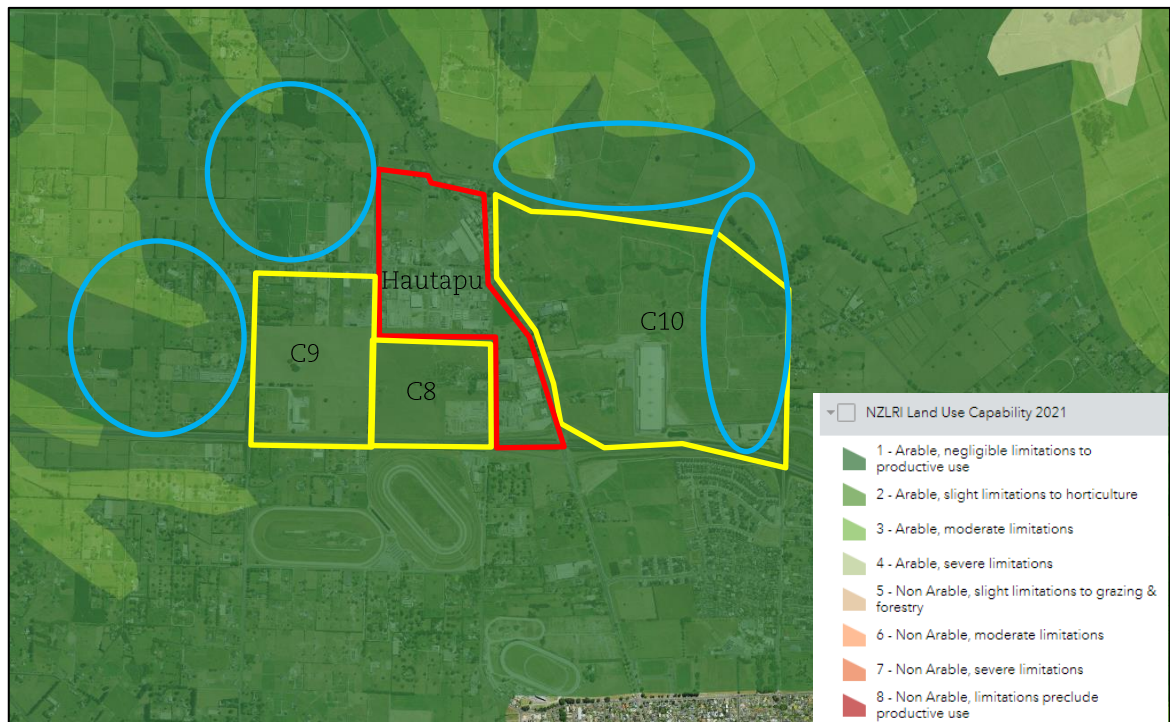 Hautapu
C10
C9
C8
NZLRI Land Use Capability 2021
1 - Arable, negligible limitations to
productive use
2 - Arable, slight limitations to horticulture
3 - Arable, moderate limitations
4 - Arable, severe limitations
5 - Non Arable, slight limitations to grazing &
forestry
6 - Non Arable, moderate limitations
7 - Non Arable, severe limitations
8 - Non Arable, limitations preclude
productive use